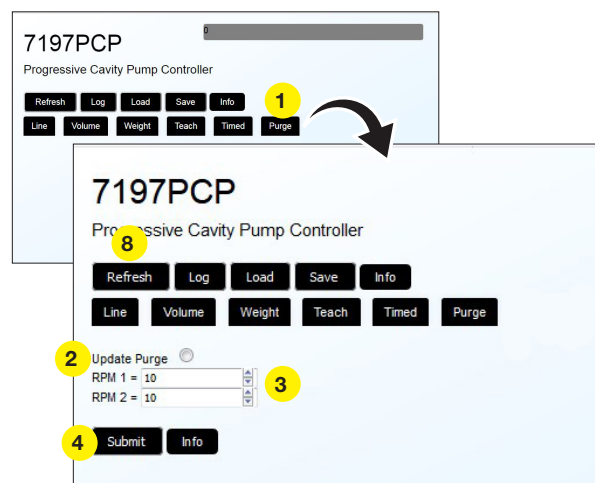 0
7197PCP
Progressive Cavity Pump Controller
Refresh Log Load Save Info
1
Line Volume Weight Teach Timed Purge
7197PCP
Pro ssive Cavity Pump Controller
8
Refresh Log Load Save Info
Line Volume Weight Teach Timed Purge
2 Update Purge
RPM 1 = 10
3
RPM 2 = 10
4 Submit Info